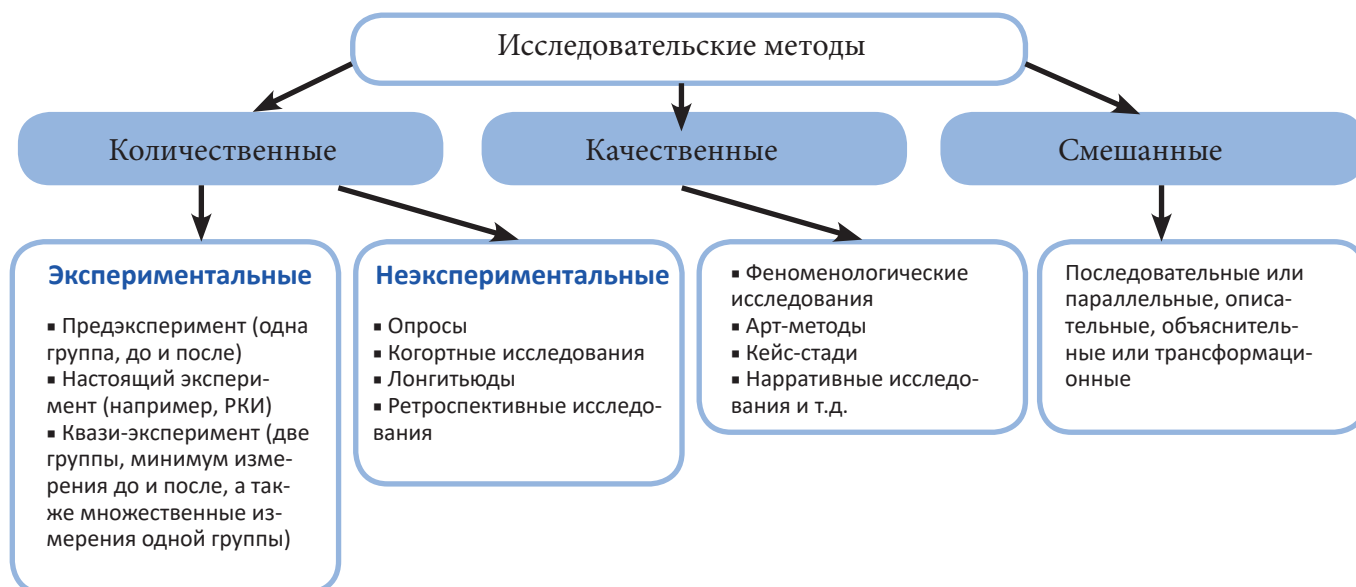 Исследовательские методы
Количественные
Качественные
Смешанные
Экспериментальные
▪ Предэксперимент (одна
группа, до и после)
▪ Настоящий экспери-
мент (например, РКИ)
▪ Квази-эксперимент (две
группы, минимум изме-
рения до и после, а так-
же множественные из-
мерения одной группы)
Неэкспериментальные
▪ Опросы
▪ Когортные исследования
▪ Лонгитьюды
▪ Ретроспективные исследо-
вания
▪ Феноменологические
исследования
▪ Арт-методы
▪ Кейс-стади
▪ Нарративные исследо-
вания и т.д.
Последовательные или
параллельные, описа-
тельные, объяснитель-
ные или трансформаци-
онные